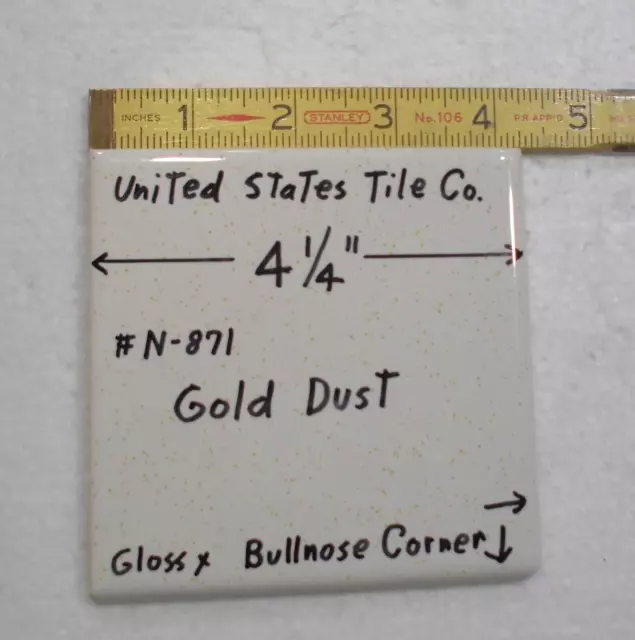 INCHES 1 2 STANLEY 3 No.106 4 P.R. APP'D 5
United States Tile Co.
4 1/4"
# N-871
Gold Dust
Glossy Bullnose Corner